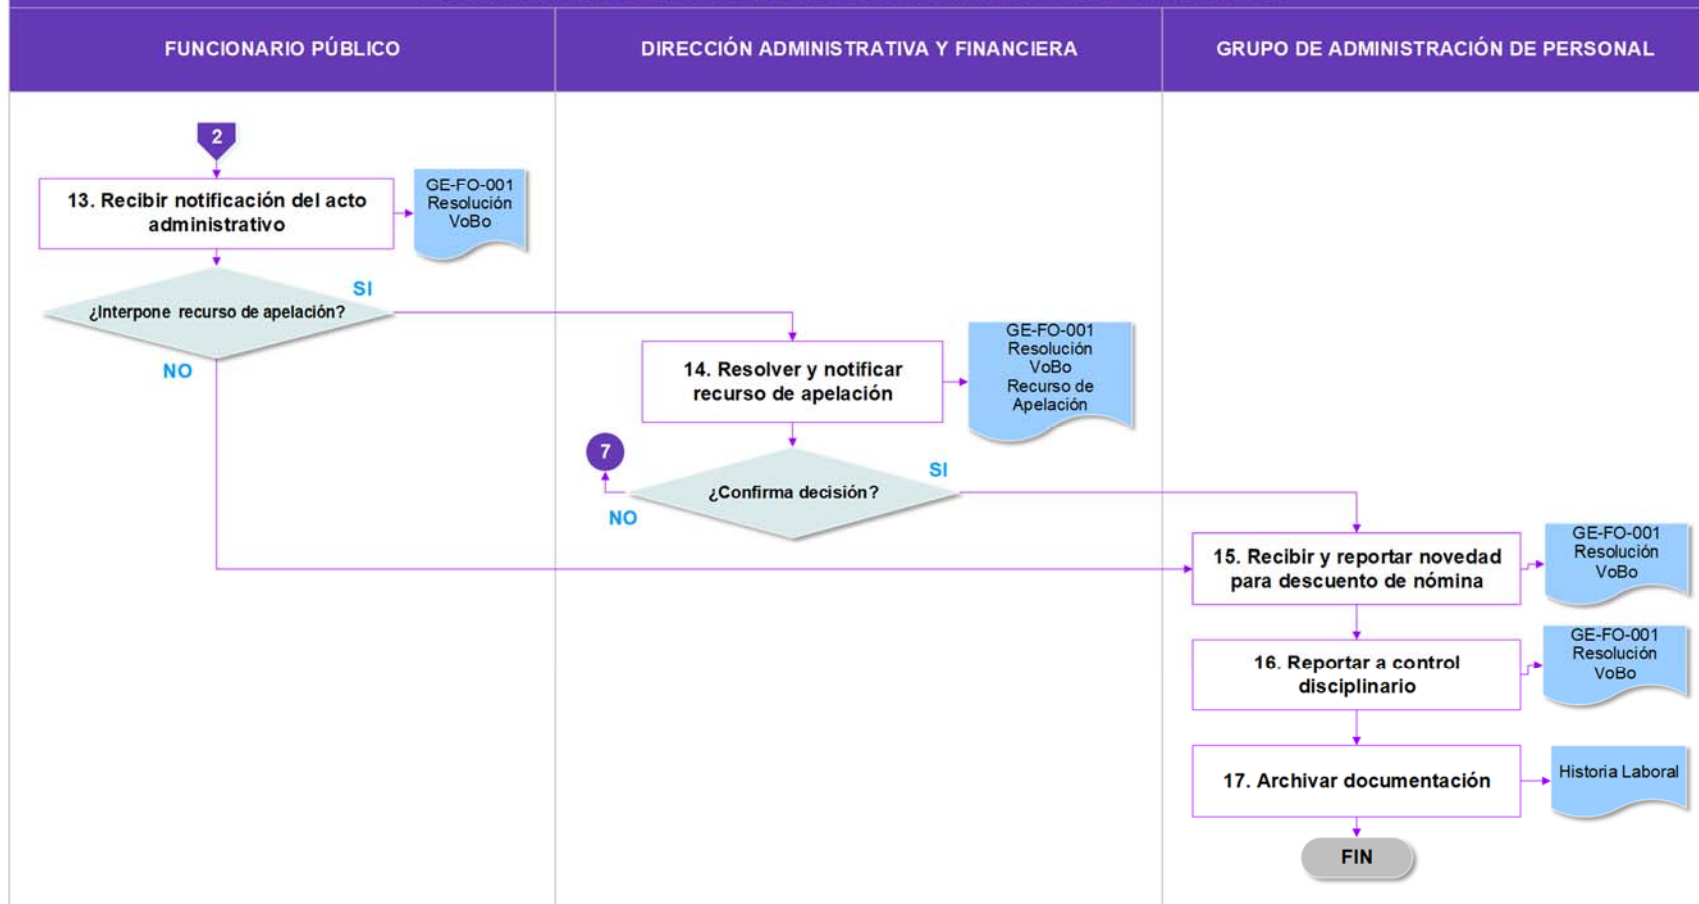 FUNCIONARIO PÚBLICO
DIRECCIÓN ADMINISTRATIVA Y FINANCIERA
GRUPO DE ADMINISTRACIÓN DE PERSONAL
2
13. Recibir notificación del acto
administrativo
GE-FO-001
Resolución
VoBo
¿Interpone recurso de apelación?
SI
NO
14. Resolver y notificar
recurso de apelación
GE-FO-001
Resolución
VoBo
Recurso de
Apelación
7
¿Confirma decisión?
SI
NO
15. Recibir y reportar novedad
para descuento de nómina
GE-FO-001
Resolución
VoBo
16. Reportar a control
disciplinario
GE-FO-001
Resolución
VoBo
17. Archivar documentación
Historia Laboral
FIN